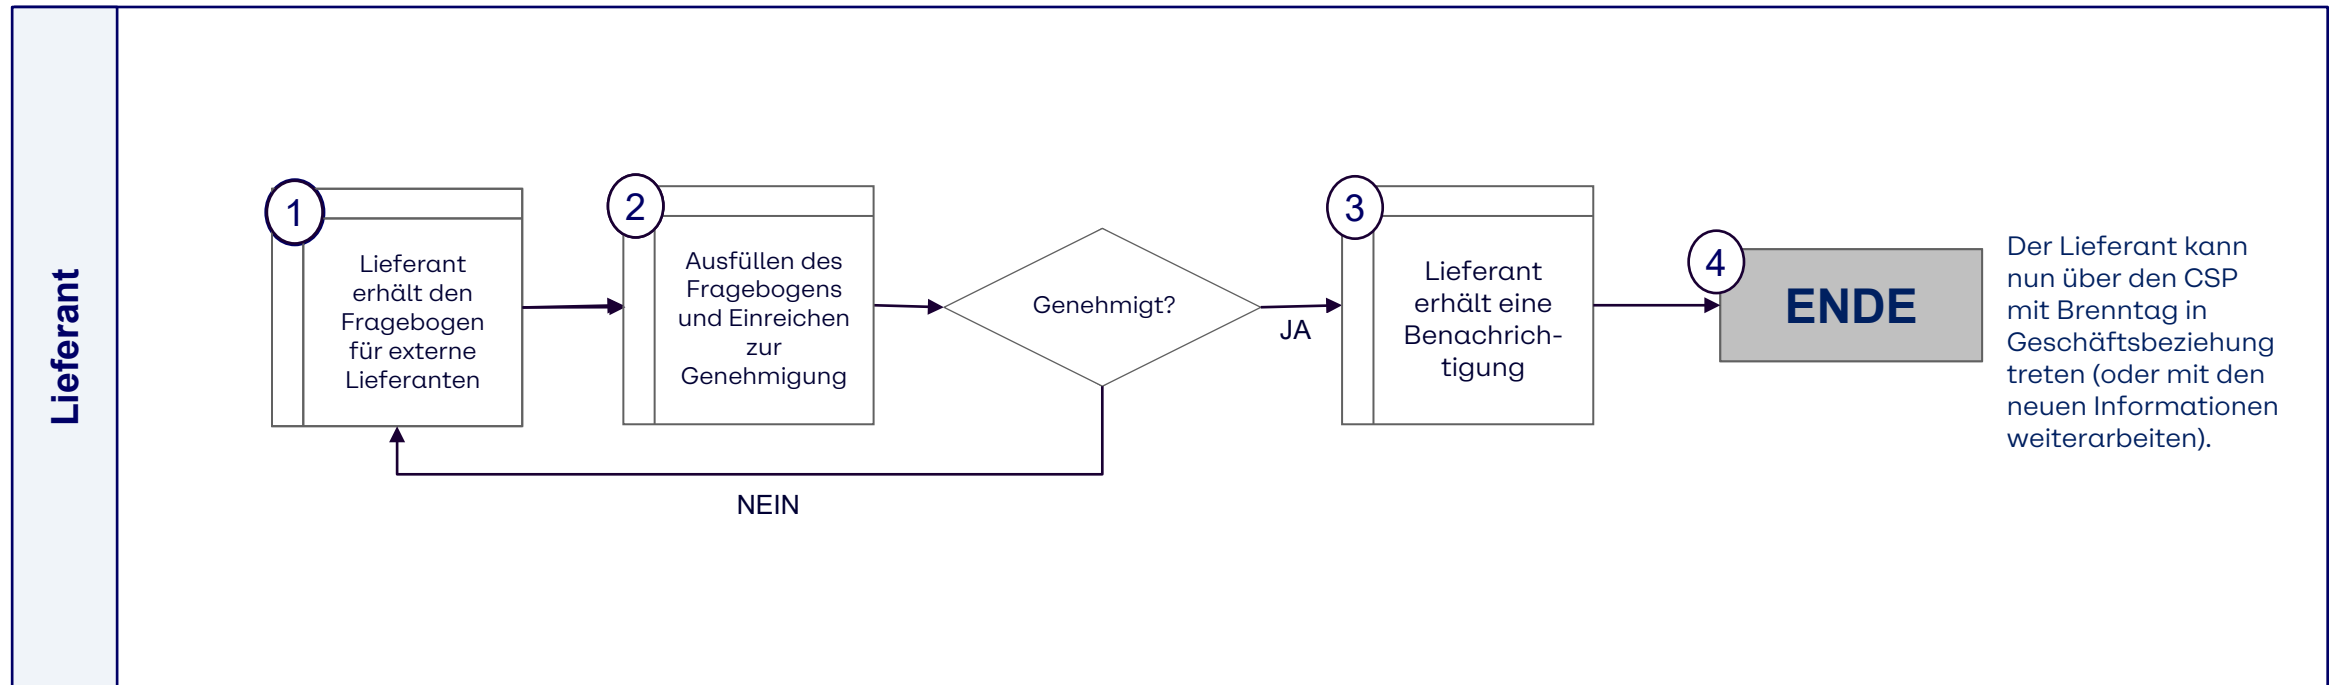 Lieferant
1
Lieferant
erhält den
Fragebogen
für externe
Lieferanten
2
Ausfüllen des
Fragebogens
und Einreichen
zur
Genehmigung
Genehmigt?
JA
NEIN
3
Lieferant
erhält eine
Benachrich-
tigung
4
ENDE
Der Lieferant kann
nun über den CSP
mit Brenntag in
Geschäftsbeziehung
treten (oder mit den
neuen Informationen
weiterarbeiten).